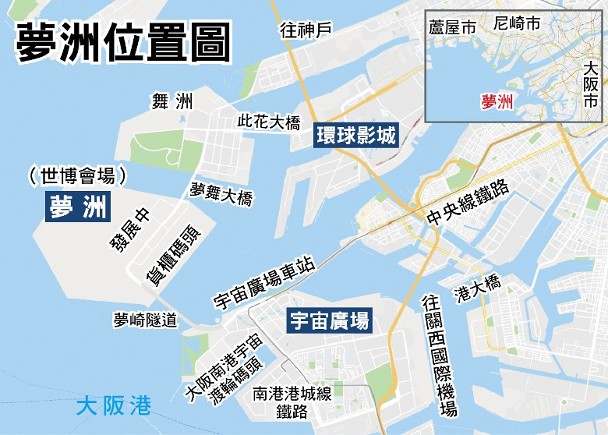 夢洲位置圖
往神戶
蘆屋市
尼崎市
大阪市
夢洲
舞 洲
此花大橋
環球影城
(世博會場)
夢 洲
夢舞大橋
發展中
貨櫃碼頭
中央線鐵路
宇宙廣場車站
港大橋
夢崎隧道
宇宙廣場
往關西國際機場
大阪南港宇宙
渡輪碼頭
南港港城線
鐵路
大阪港